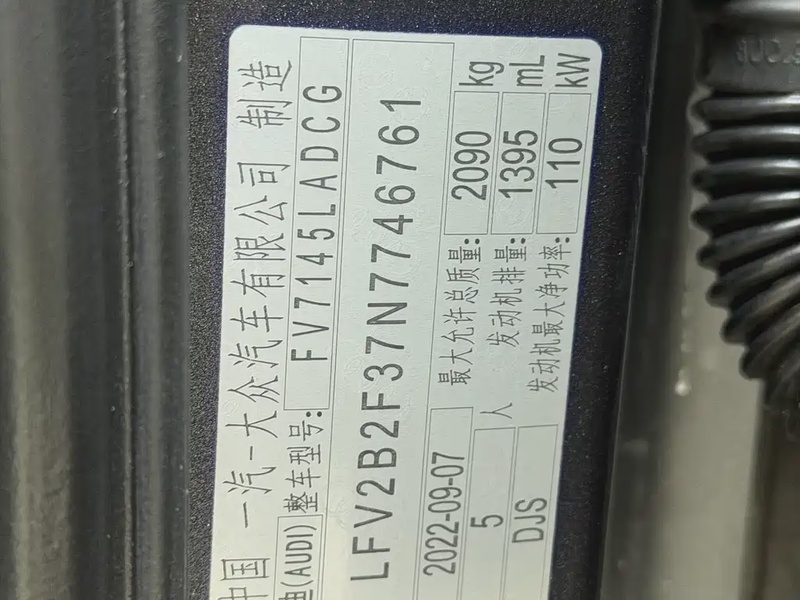 中国 一汽-大众汽车有限公司 制造
迪(AUDI) 整车型号: FV7145LADCG
LFV2B2F37N7746761
2022-09-07 最大允许总质量: 2090 kg
5 人 发动机排量: 1395 mL
DJS 发动机最大净功率: 110 kW